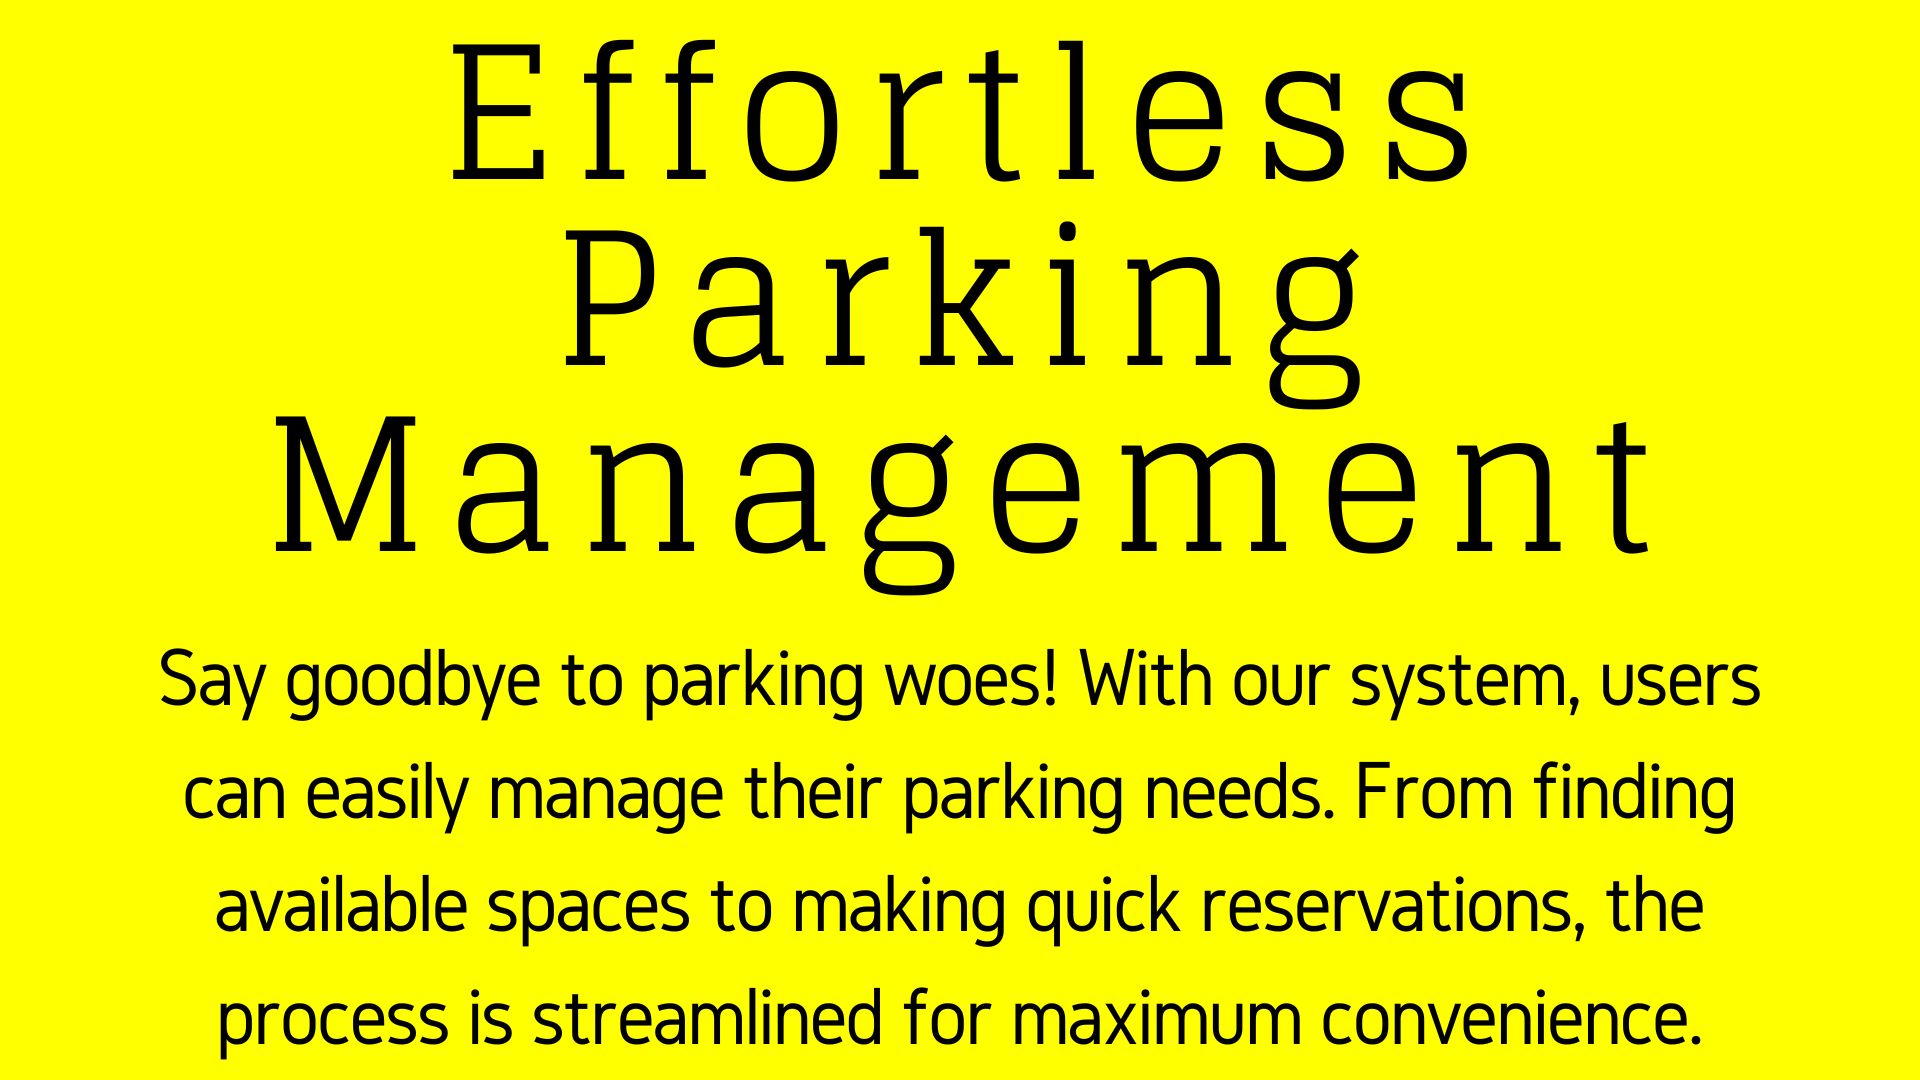 Effortless
Parking
Management
Say goodbye to parking woes! With our system, users
can easily manage their parking needs. From finding
available spaces to making quick reservations, the
process is streamlined for maximum convenience.